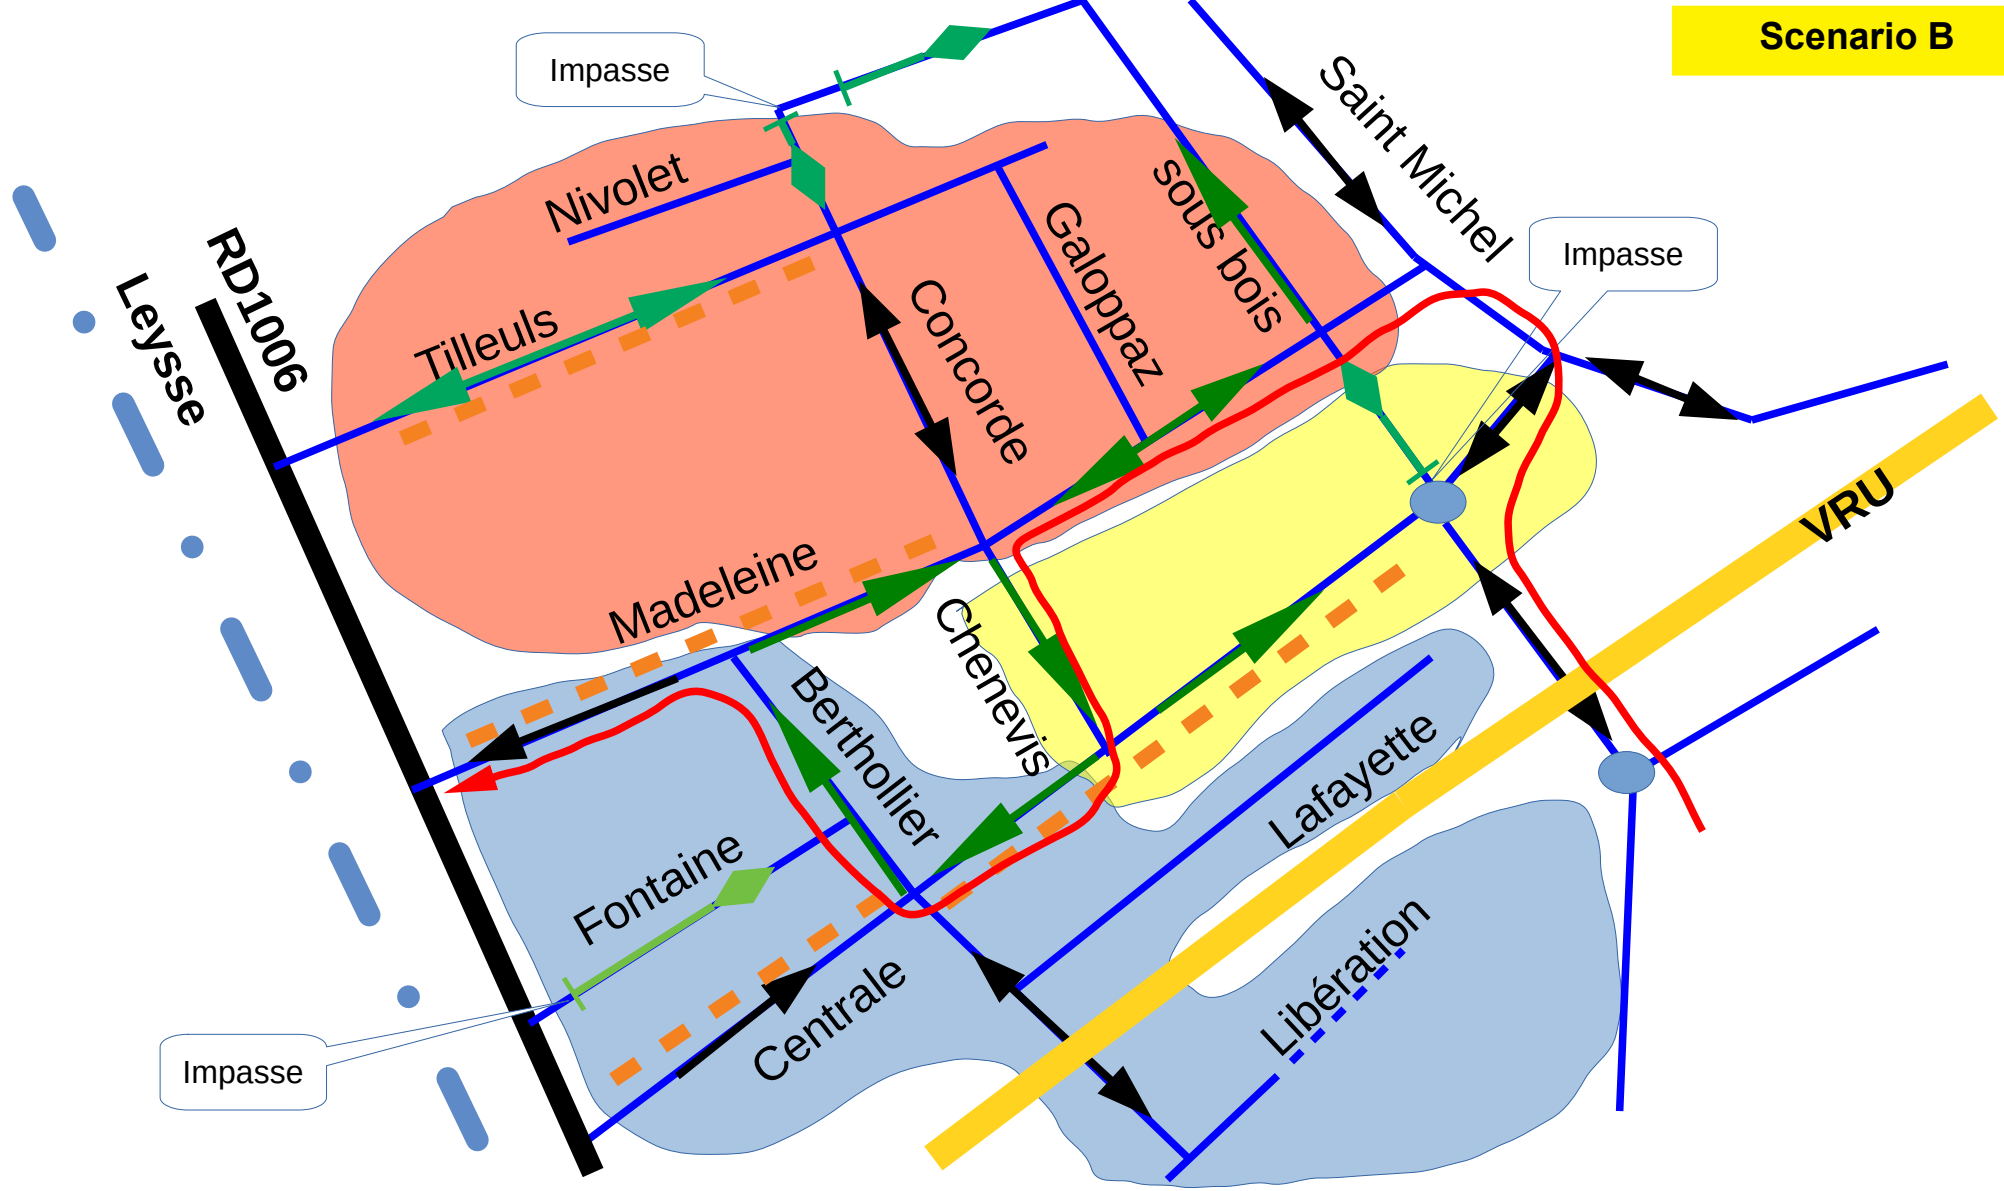 Scenario B
Impasse
Saint Michel
Nivolet
sous bois
Galoppaz
Impasse
RD1006
Leysse
Tilleuls
Concorde
VRU
Madeleine
Chenevis
Berthollier
Lafayette
Fontaine
Centrale
Libération
Impasse